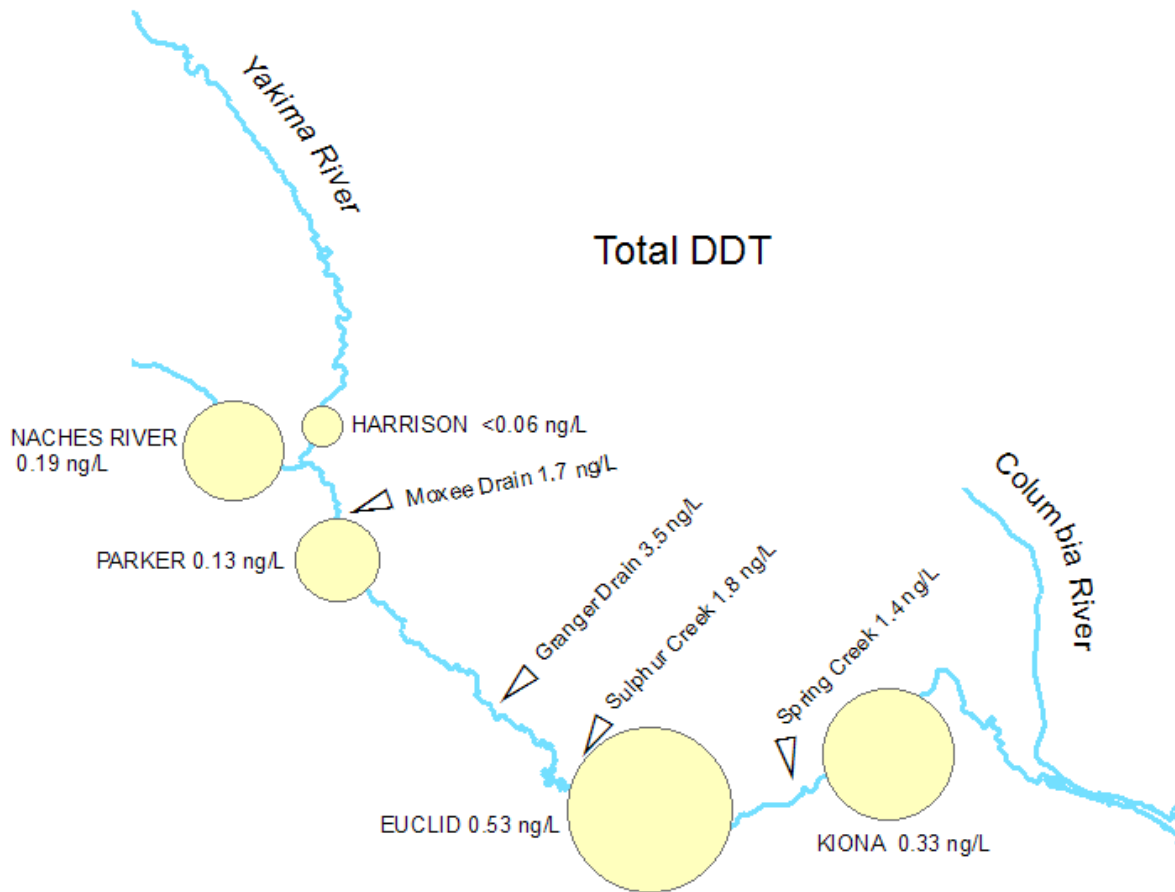 Yakima River
Total DDT
NACHES RIVER
0.19 ng/L
HARRISON <0.06 ng/L
Moxee Drain 1.7 ng/L
PARKER 0.13 ng/L
Granger Drain 3.5 ng/L
Sulphur Creek 1.8 ng/L
Spring Creek 1.4 ng/L
Columbia River
EUCLID 0.53 ng/L
KIONA 0.33 ng/L